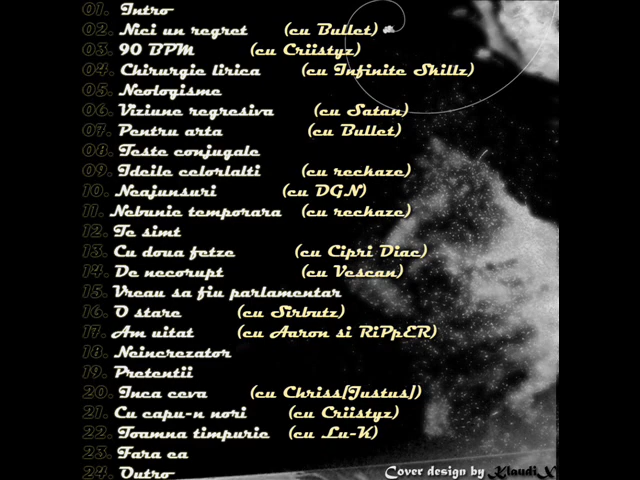 01. Intro
02. Nici un regret (cu Bullet)
03. 90 BPM (cu Criistyz)
04. Chirurgie lirica (cu Infinite Skillz)
05. Neologisme
06. Viziune regresiva (cu Satan)
07. Pentru arta (cu Bullet)
08. Teste conjugale
09. Ideile celorlalti (cu reckaze)
10. Neajunsuri (cu DGN)
11. Nebunie temporara (cu reckaze)
12. Te simt
13. Cu doua fetze (cu Cipri Diac)
14. De necorupt (cu Vescan)
15. Vreau sa fiu parlamentar
16. O stare (cu Sirbutz)
17. Am uitat (cu Aaron si RiPpER)
18. Neincrezator
19. Pretentii
20. Inca ceva (cu Chriss[Justus])
21. Cu capu-n nori (cu Criistyz)
22. Toamna timpurie (cu Lu-K)
23. Fara ea
24. Outro
Cover design by KlaudiX